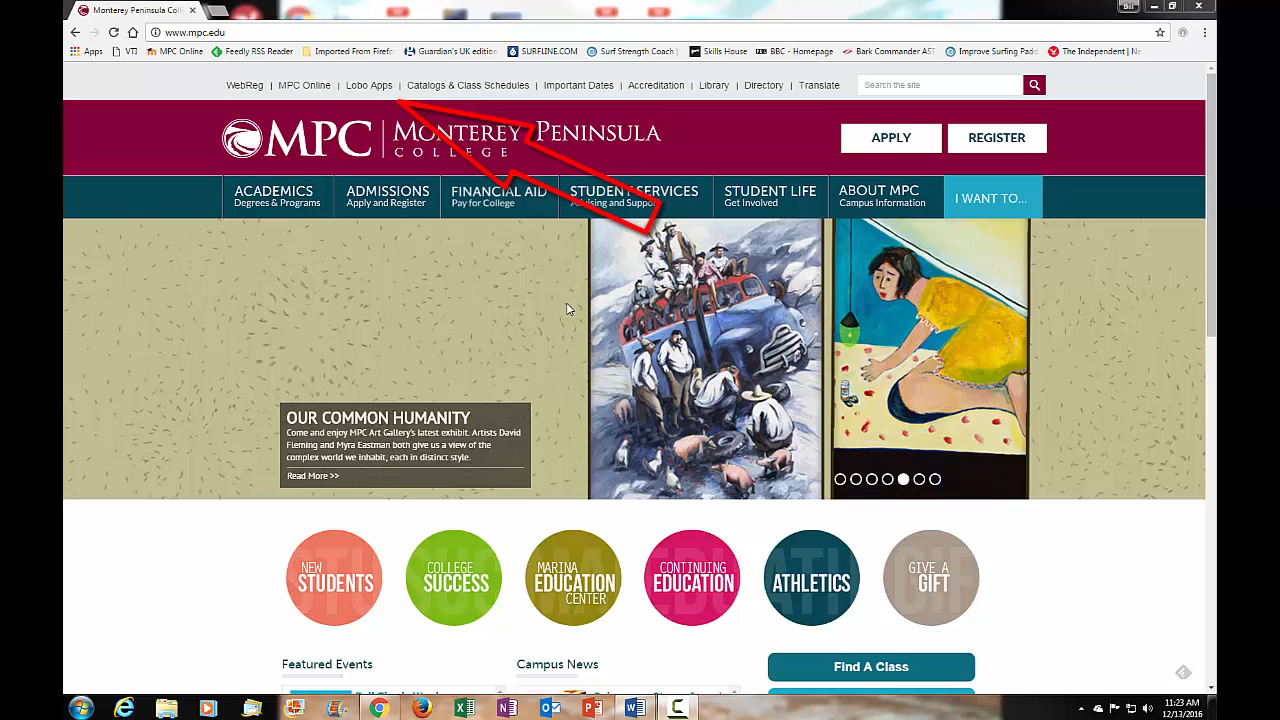 Monterey Peninsula Coll
Bill
www.mpc.edu
Apps VTI MPC Online Feedly RSS Reader Imported From Firefo Guardian's UK edition SURFLINE.COM Surf Strength Coach Skills House BBC - Homepage Bark Commander AST Improve Surfing Padd The Independent | Ne
WebReg | MPC Online | Lobo Apps | Catalogs & Class Schedules | Important Dates | Accreditation | Library | Directory | Translate
Search the site
MPC MONTEREY PENINSULA
COLLEGE
APPLY REGISTER
ACADEMICS ADMISSIONS FINANCIAL AID STUDENT SERVICES STUDENT LIFE ABOUT MPC I WANT TO...
Degrees & Programs Apply and Register Pay for College Advising and Support Get Involved Campus Information
OUR COMMON HUMANITY
Come and enjoy MPC Art Gallery's latest exhibit. Artists David
Fleming and Myra Eastman both give us a view of the
complex world we inhabit, each in distinct style.
Read More >>
NEW
STUDENTS
COLLEGE
SUCCESS
MARINA
EDUCATION
CENTER
CONTINUING
EDUCATION
ATHLETICS
GIVE A
GIFT
Featured Events
Campus News
Find A Class
11:23 AM
12/13/2016